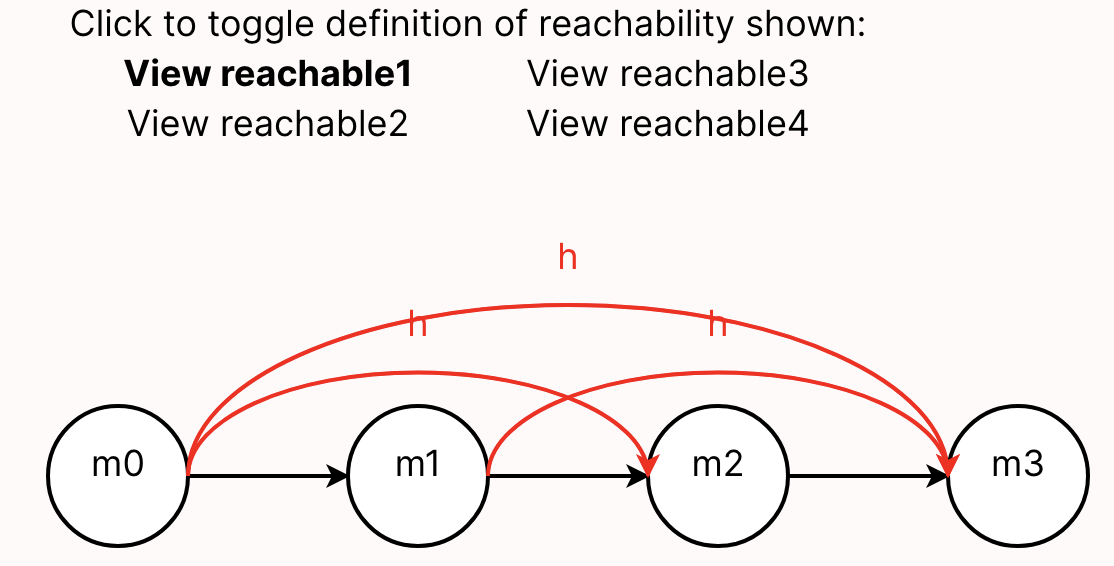 Click to toggle definition of reachability shown:
View reachable1 View reachable3
View reachable2 View reachable4
h
h h
m0 m1 m2 m3